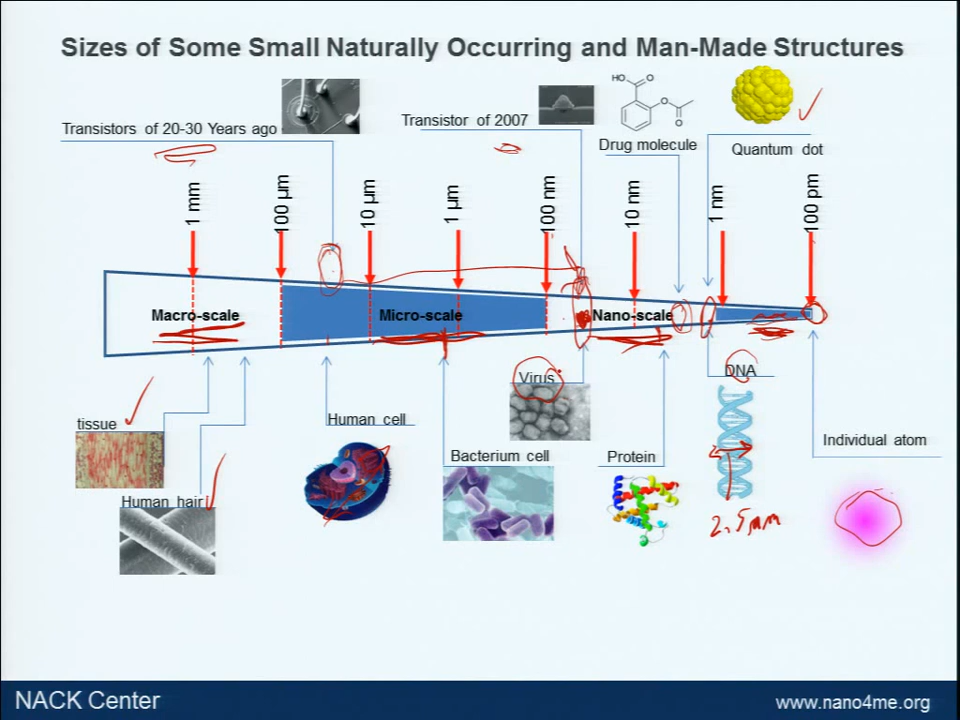 Sizes of Some Small Naturally Occurring and Man-Made Structures
Transistors of 20-30 Years ago
Transistor of 2007
HO
O
O
O
Drug molecule
Quantum dot
1 mm
100 µm
10 µm
1 µm
100 nm
10 nm
1 nm
100 pm
Macro-scale
Micro-scale
Nano-scale
tissue
Human hair
Human cell
Bacterium cell
Virus
Protein
DNA
2.5nm
Individual atom
NACK Center
www.nano4me.org